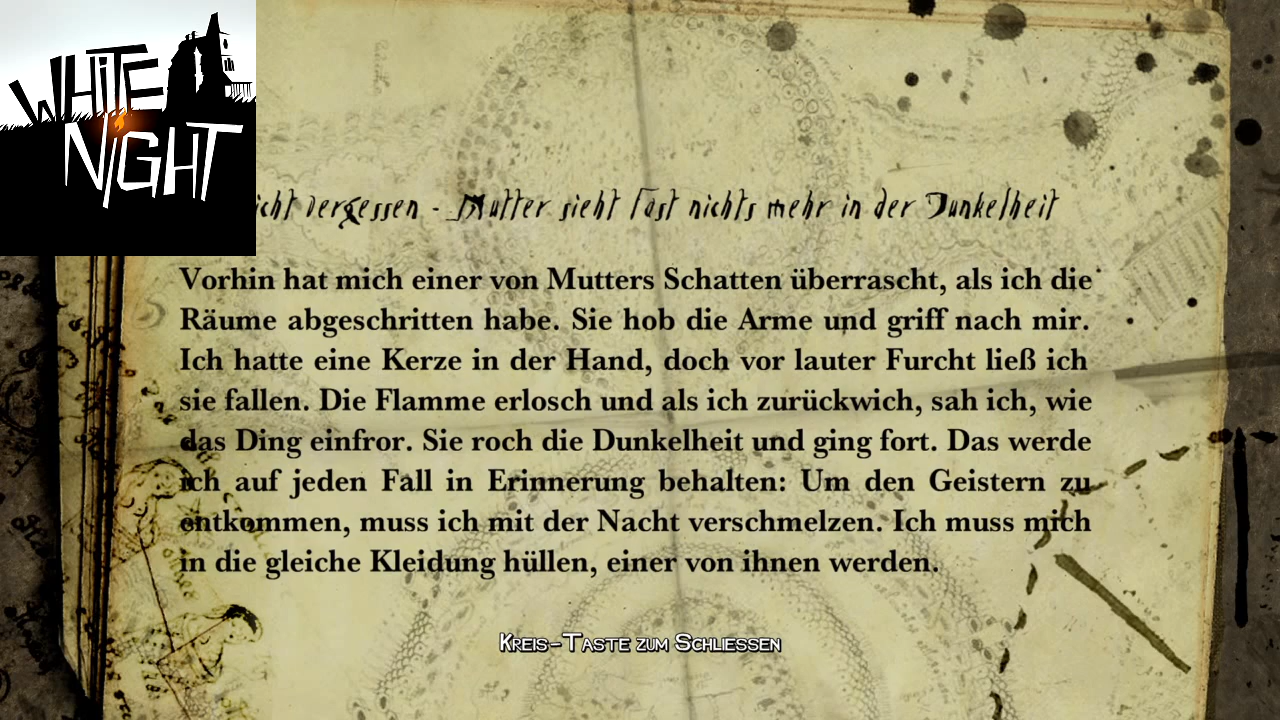 WHITE
NIGHT
vergessen - Mutter sieht fast nichts mehr in der Dunkelheit
Vorhin hat mich einer von Mutters Schatten überrascht, als ich die
Räume abgeschritten habe. Sie hob die Arme und griff nach mir.
Ich hatte eine Kerze in der Hand, doch vor lauter Furcht ließ ich
sie fallen. Die Flamme erlosch und als ich zurückwich, sah ich, wie
das Ding einfror. Sie roch die Dunkelheit und ging fort. Das werde
ich auf jeden Fall in Erinnerung behalten: Um den Geistern zu
entkommen, muss ich mit der Nacht verschmelzen. Ich muss mich
in die gleiche Kleidung hüllen, einer von ihnen werden.
Kreis-Taste zum Schliessen